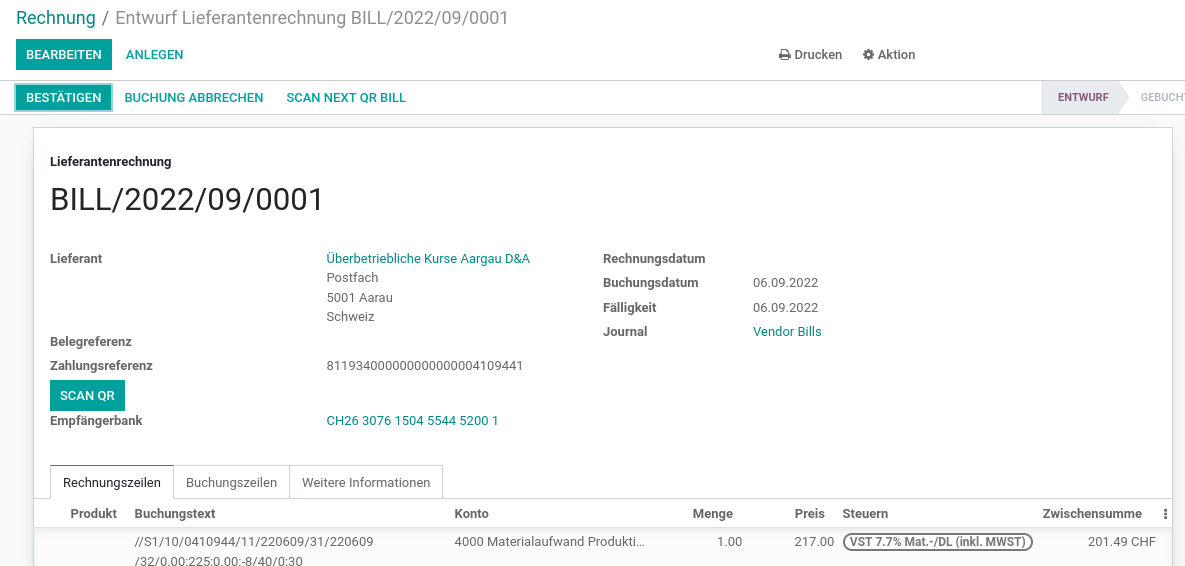 Rechnung / Entwurf Lieferantenrechnung BILL/2022/09/0001
BEARBEITEN ANLEGEN Drucken Aktion
BESTÄTIGEN BUCHUNG ABBRECHEN SCAN NEXT QR BILL ENTWURF GEBUCHT
Lieferantenrechnung
BILL/2022/09/0001
Lieferant Überbetriebliche Kurse Aargau D&A Rechnungsdatum
Postfach Buchungsdatum 06.09.2022
5001 Aarau Fälligkeit 06.09.2022
Schweiz Journal Vendor Bills
Belegreferenz
Zahlungsreferenz 811934000000000000004109441
SCAN QR
Empfängerbank CH26 3076 1504 5544 5200 1
Rechnungszeilen Buchungszeilen Weitere Informationen
Produkt Buchungstext Konto Menge Preis Steuern Zwischensumme
//S1/10/0410944/11/220609/31/220609 4000 Materialaufwand Produkti... 1.00 217.00 VST 7.7% Mat.-/DL (inkl. MWST) 201.49 CHF
/32/0.00:225;0.00:-8/40/0:30